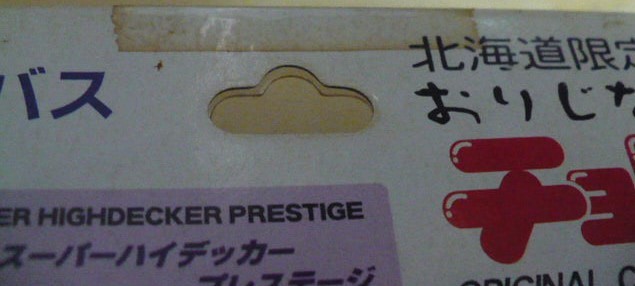 北海道限定
バス
おりじな
チョ
ER HIGHDECKER PRESTIGE
スーパーハイデッカー
プレステージ
ORIGINAL C